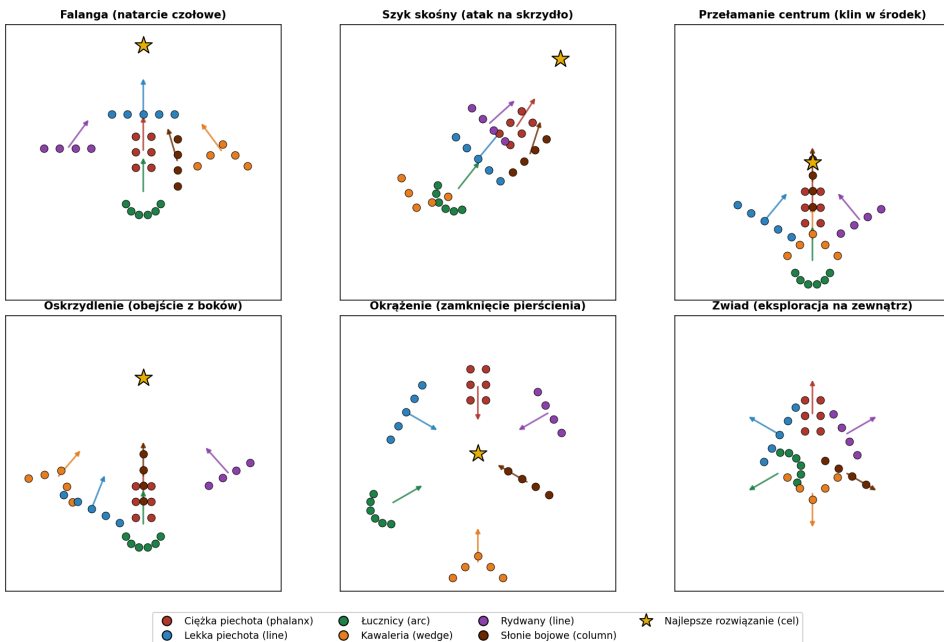 Falanga (natarcie czołowe)
Szyk skośny (atak na skrzydło)
Przełamanie centrum (klin w środek)
Oskrzydlenie (obejście z boków)
Okrążenie (zamknięcie pierścienia)
Zwiad (eksploracja na zewnątrz)
Ciężka piechota (phalanx)
Łucznicy (arc)
Rydwany (line)
Najlepsze rozwiązanie (cel)
Lekka piechota (line)
Kawaleria (wedge)
Słonie bojowe (column)